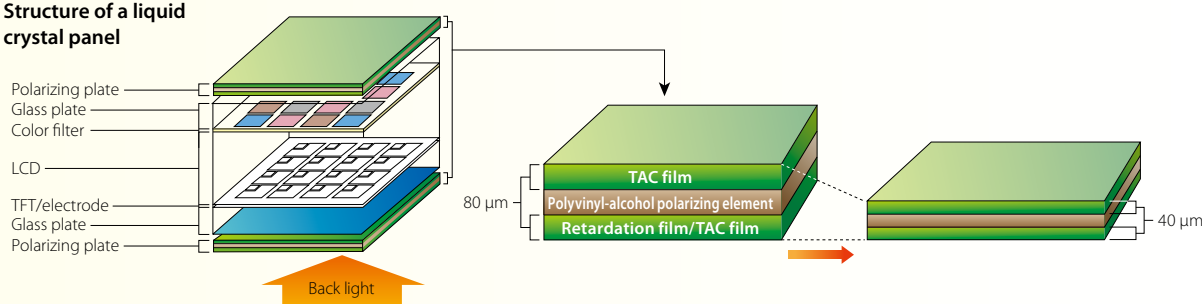 Structure of a liquid
crystal panel
Polarizing plate
Glass plate
Color filter
LCD
TFT/electrode
Glass plate
Polarizing plate
Back light
80 μm
TAC film
Polyvinyl-alcohol polarizing element
Retardation film/TAC film
40 μm